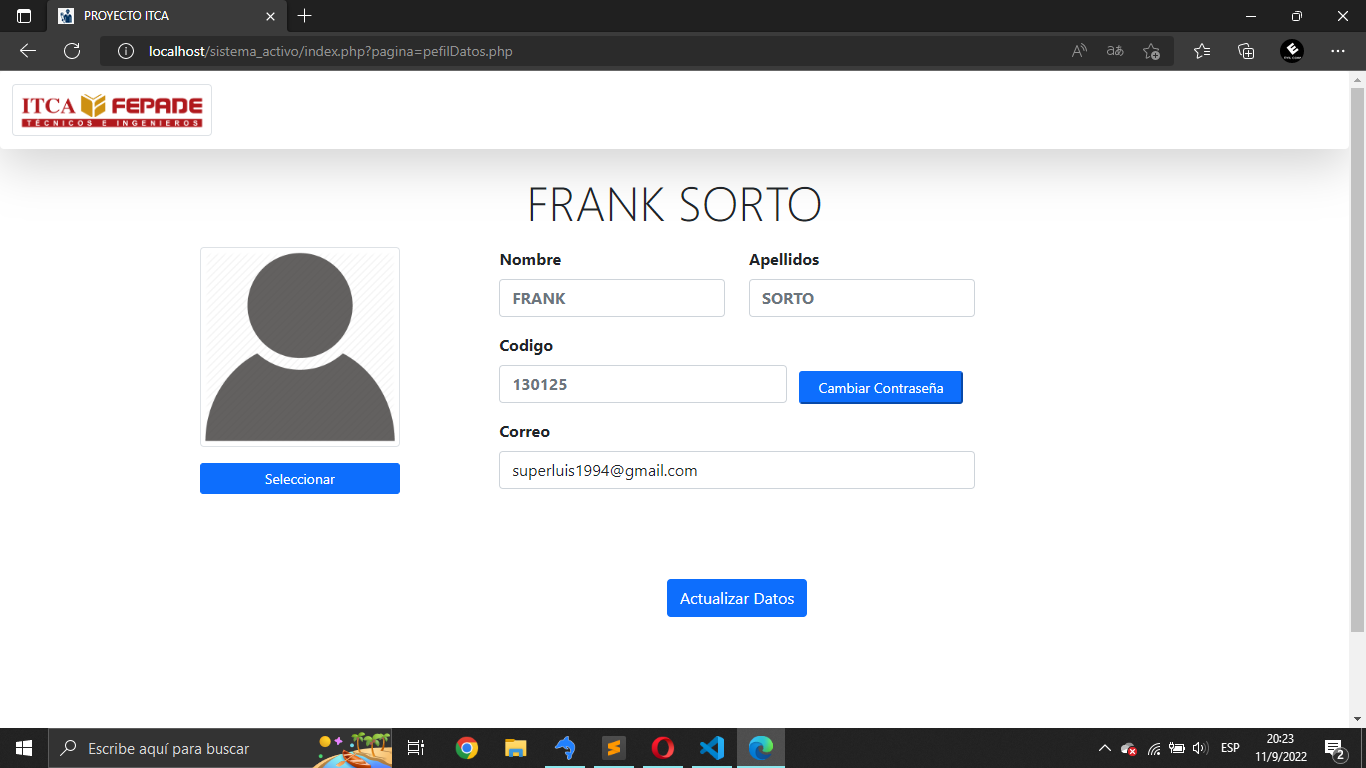 PROYECTO ITCA
localhost/sistema_activo/index.php?pagina=pefilDatos.php
ITCA FEPADE
TÉCNICOS E INGENIEROS
FRANK SORTO
Nombre Apellidos
FRANK SORTO
Codigo
130125 Cambiar Contraseña
Correo
superluis1994@gmail.com
Seleccionar
Actualizar Datos
Escribe aquí para buscar
ESP
20:23
11/9/2022
2